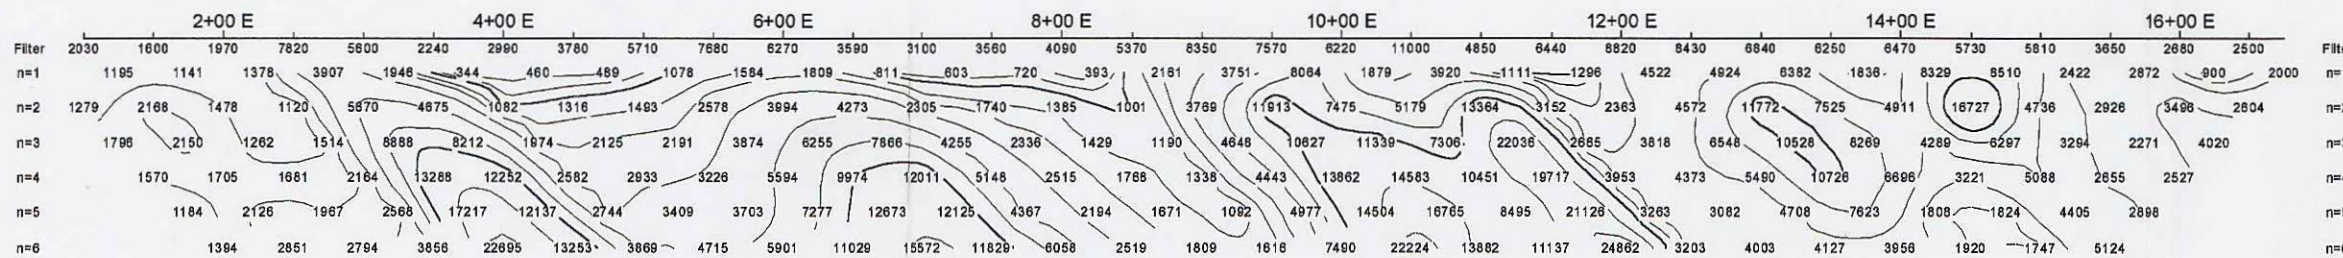 2+00 E 4+00 E 6+00 E 8+00 E 10+00 E 12+00 E 14+00 E 16+00 E
Filter 2030 1600 1970 7820 5600 2240 2990 3780 5710 7680 6270 3590 3100 3560 4090 5370 8350 7570 6220 11000 4850 6440 8820 8430 6840 6250 6470 5730 5810 3650 2680 2500 Filte
n=1 1195 1141 1378 3907 1946 344 460 489 1078 1584 1809 811 603 720 393 2161 3751 8064 1879 3920 1111 1296 4522 4924 6382 1836 8329 8510 2422 2872 900 2000 n=
n=2 1279 2168 1478 1120 5670 4675 1082 1316 1493 2578 3994 4273 2305 1740 1385 1001 3769 11913 7475 5179 13364 3152 2363 4572 11772 7525 4911 16727 4736 2926 3496 2604
n=3 1796 2150 1262 1514 8888 8212 1974 2125 2191 3874 6255 7866 4255 2336 1429 1190 4648 10627 11339 7306 22036 2665 3818 6548 10528 8269 4289 6297 3294 2271 4020 n=
n=4 1570 1705 1681 2164 13288 12252 2582 2933 3226 5594 9974 12011 5148 2515 1768 1338 4443 13862 14583 10451 19717 3953 4373 5490 10726 6696 3221 5088 2655 2527
n=5 1184 2126 1967 2568 17217 12137 2744 3409 3703 7277 12673 12125 4367 2194 1671 1092 4977 14504 16765 8495 21126 3263 3082 4708 7623 1808 1824 4405 2898 n=
n=6 1394 2851 2794 3856 22695 13253 3869 4715 5901 11029 15572 11829 6058 2519 1809 1616 7490 22224 13882 11137 24862 3203 4003 4127 3956 1920 1747 5124 n=